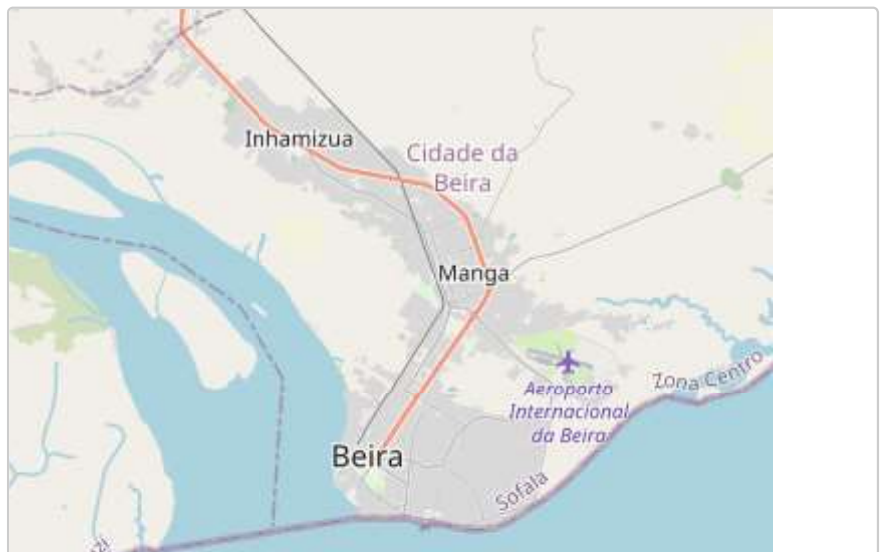 Inhamizua
Cidade da
Beira
Manga
Zona Centro
Aeroporto
Internacional
da Beira
Beira
Sofala